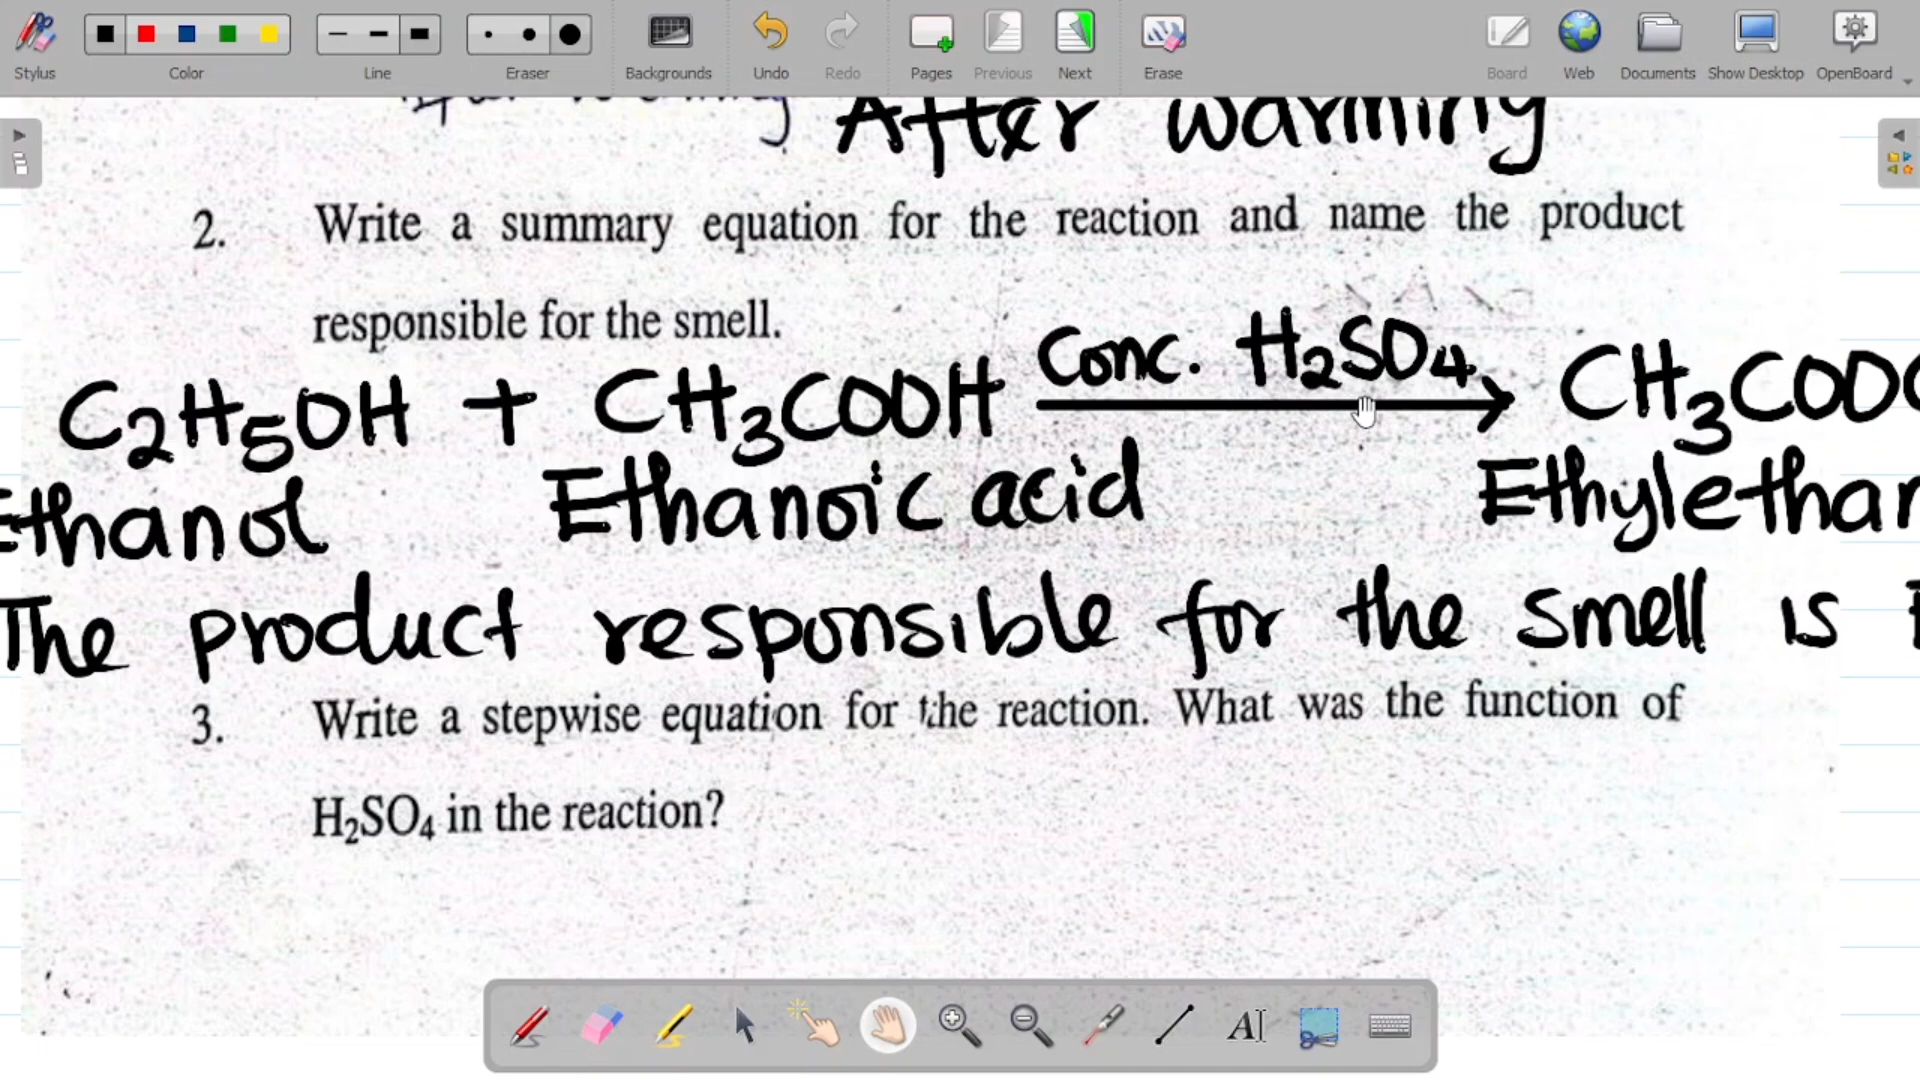 Stylus Color Line Eraser Backgrounds Undo Redo Pages Previous Next Erase Board Web Documents Show Desktop OpenBoard
After warming
2. Write a summary equation for the reaction and name the product
responsible for the smell.
C2H5OH + CH3COOH Conc. H2SO4 → CH3COO
Ethanol Ethanoic acid Ethylethan
The product responsible for the smell is
3. Write a stepwise equation for the reaction. What was the function of
H2SO4 in the reaction?